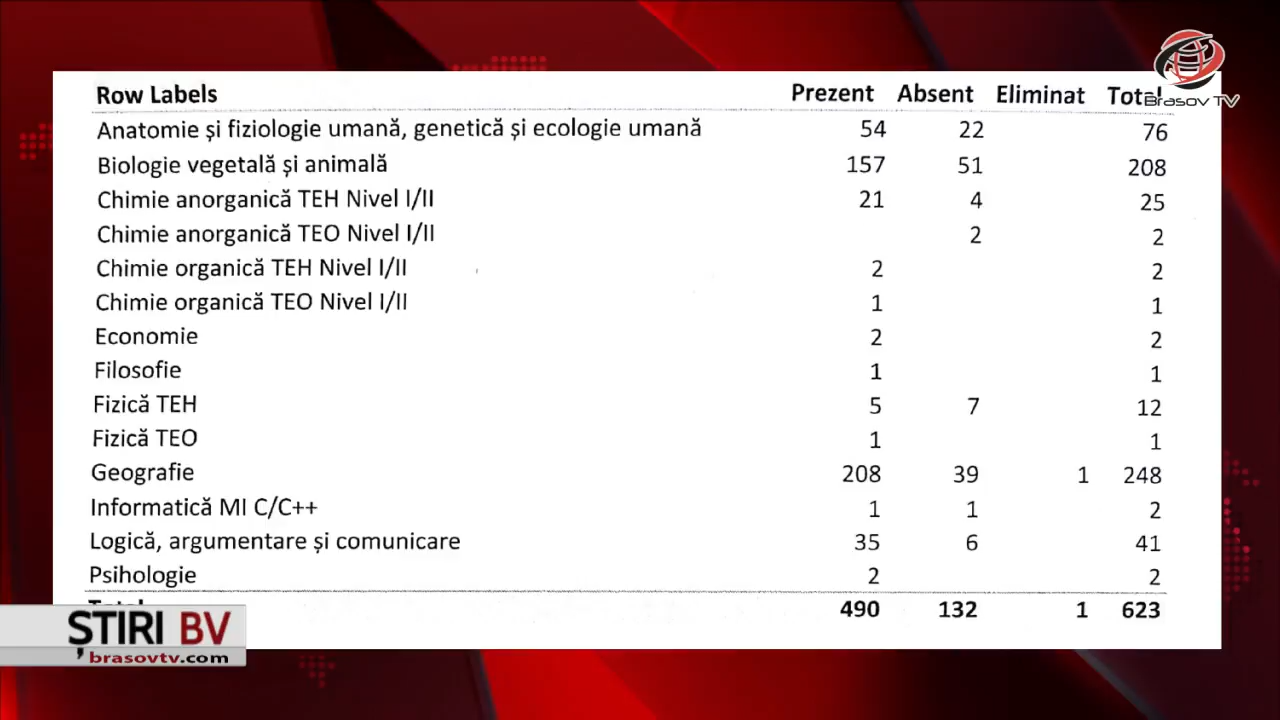 Row Labels Prezent Absent Eliminat Total
Brasov TV
Anatomie și fiziologie umană, genetică și ecologie umană 54 22 76
Biologie vegetală și animală 157 51 208
Chimie anorganică TEH Nivel I/II 21 4 25
Chimie anorganică TEO Nivel I/II 2 2
Chimie organică TEH Nivel I/II 2 2
Chimie organică TEO Nivel I/II 1 1
Economie 2 2
Filosofie 1 1
Fizică TEH 5 7 12
Fizică TEO 1 1
Geografie 208 39 1 248
Informatică MI C/C++ 1 1 2
Logică, argumentare și comunicare 35 6 41
Psihologie 2 2
Total 490 132 1 623
ȘTIRI BV
brasovtv.com